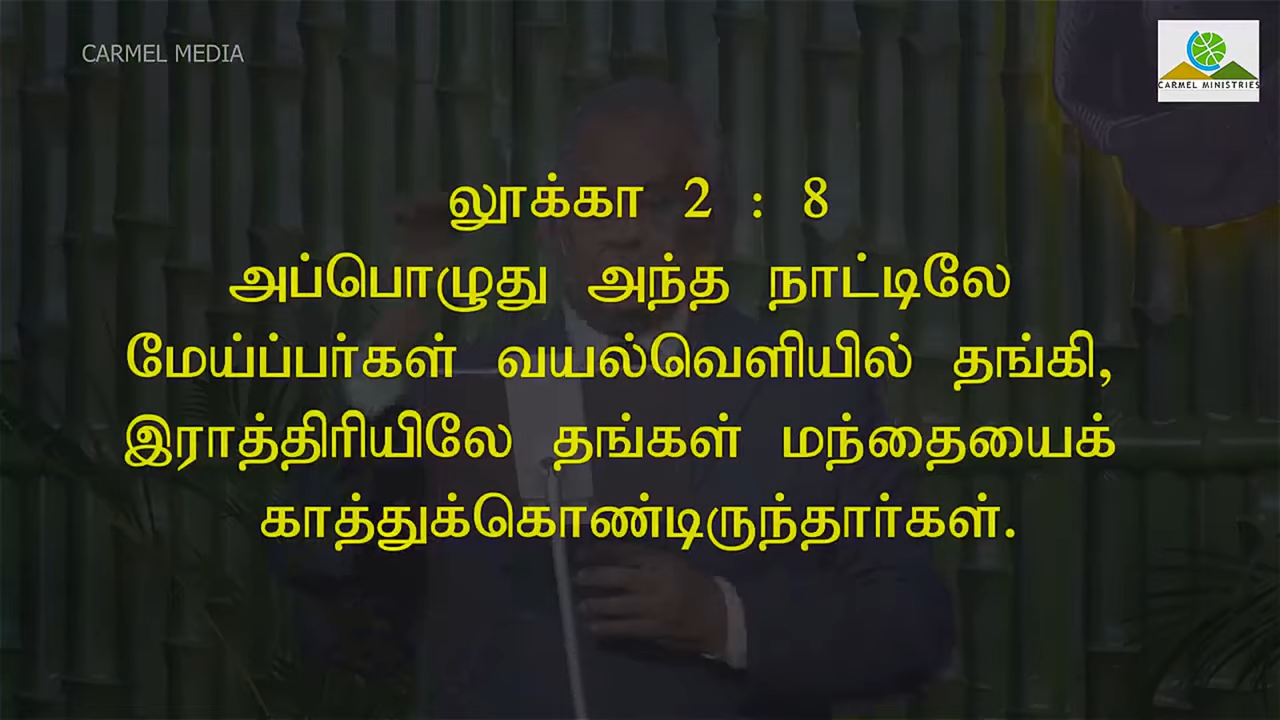 CARMEL MEDIA
CARMEL MINISTRIES
லூக்கா 2 : 8
அப்பொழுது அந்த நாட்டிலே
மேய்ப்பர்கள் வயல்வெளியில் தங்கி,
இராத்திரியிலே தங்கள் மந்தையைக்
காத்துக்கொண்டிருந்தார்கள்.